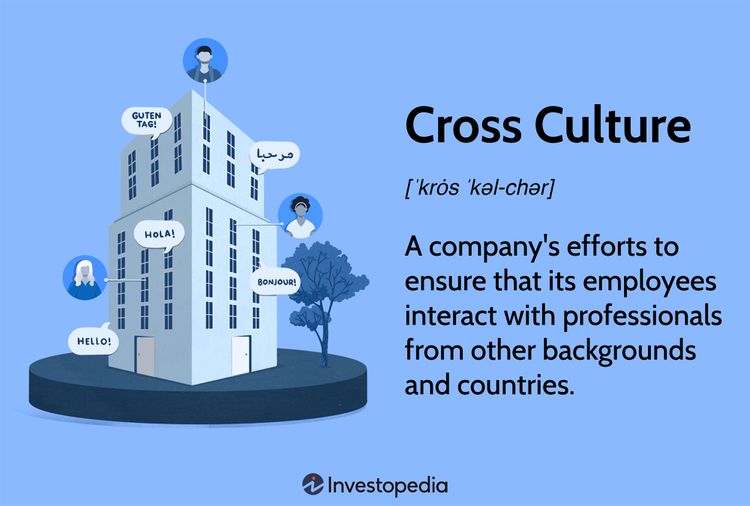 GUTEN
TAG!
مرحبا
HOLA!
BONJOUR!
HELLO!
Cross Culture
[ˈkrȯs ˈkəl-chər]
A company's efforts to
ensure that its employees
interact with professionals
from other backgrounds
and countries.
Investopedia